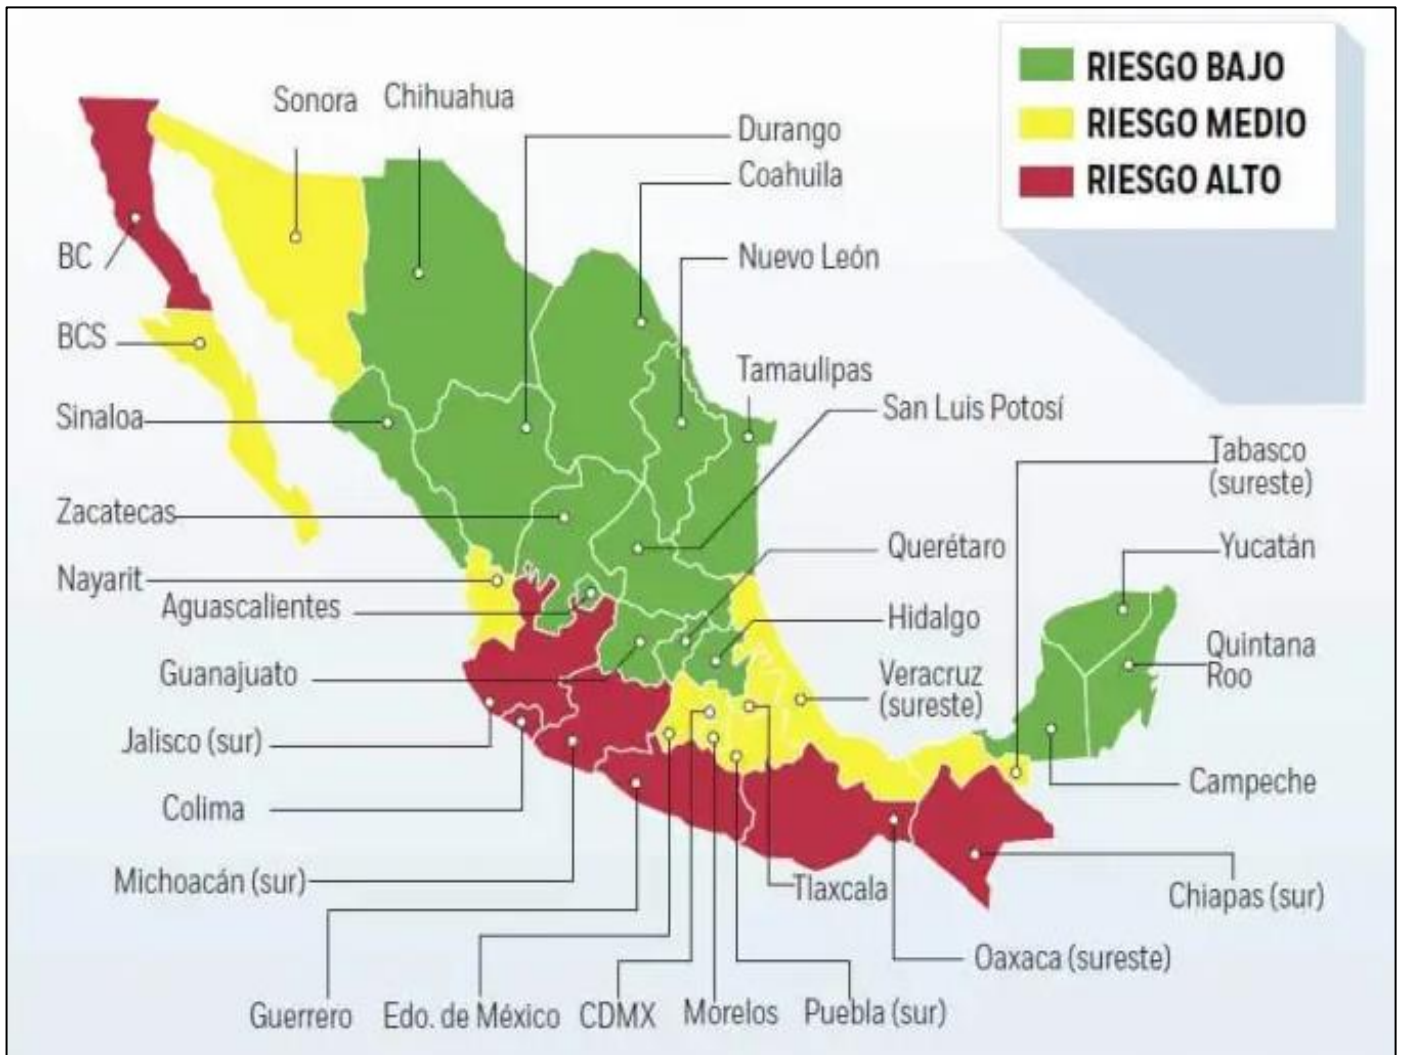 RIESGO BAJO
RIESGO MEDIO
RIESGO ALTO
Sonora
Chihuahua
Durango
Coahuila
Nuevo León
Tamaulipas
San Luis Potosí
BC
BCS
Sinaloa
Zacatecas
Nayarit
Aguascalientes
Guanajuato
Jalisco (sur)
Colima
Michoacán (sur)
Guerrero
Edo. de México
CDMX
Morelos
Puebla (sur)
Tlaxcala
Oaxaca (sureste)
Chiapas (sur)
Campeche
Quintana
Roo
Yucatán
Tabasco
(sureste)
Querétaro
Hidalgo
Veracruz
(sureste)